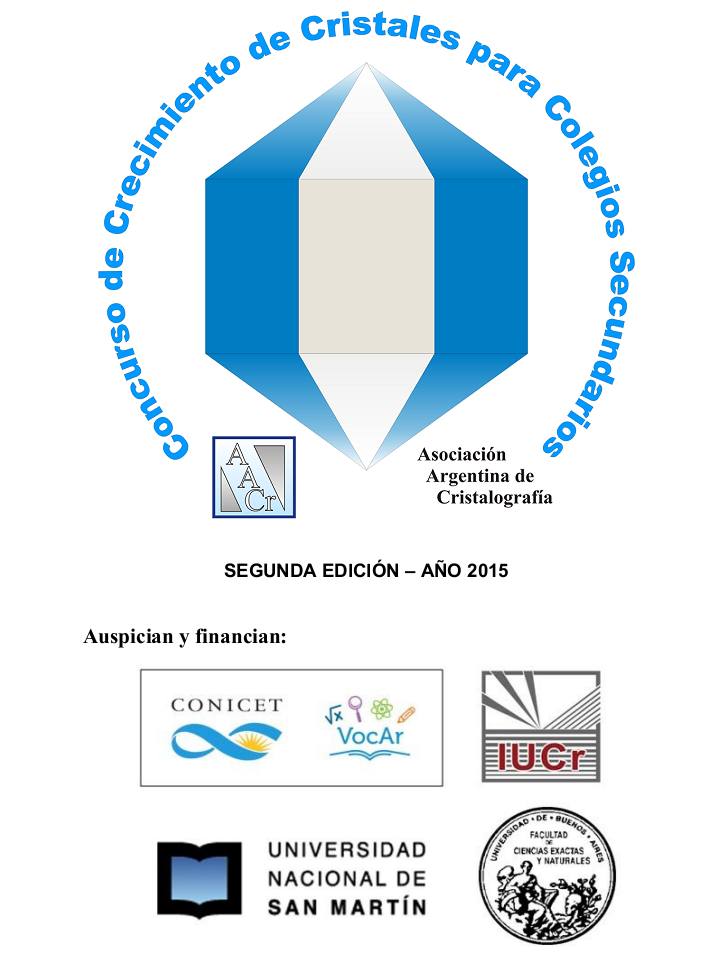 Concurso de Crecimiento de Cristales para Colegios Secundarios
A
A
Cr
Asociación
Argentina de
Cristalografía
SEGUNDA EDICIÓN – AÑO 2015
Auspician y financian:
CONICET
√x
VocAr
IUCr
UNIVERSIDAD
NACIONAL DE
SAN MARTÍN
UNIVERSIDAD • DE • BUENOS • AIRES
FACULTAD
DE
CIENCIAS EXACTAS
Y NATURALES